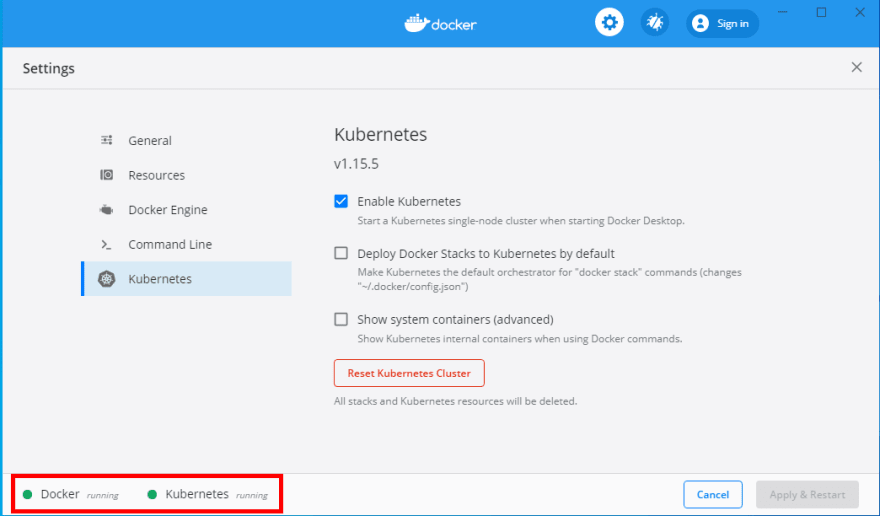 docker
Sign in
Settings
General
Resources
Docker Engine
Command Line
Kubernetes
Kubernetes
v1.15.5
Enable Kubernetes
Start a Kubernetes single-node cluster when starting Docker Desktop.
Deploy Docker Stacks to Kubernetes by default
Make Kubernetes the default orchestrator for "docker stack" commands (changes
"~/.docker/config.json")
Show system containers (advanced)
Show Kubernetes internal containers when using Docker commands.
Reset Kubernetes Cluster
All stacks and Kubernetes resources will be deleted.
Docker running Kubernetes running
Cancel Apply & Restart